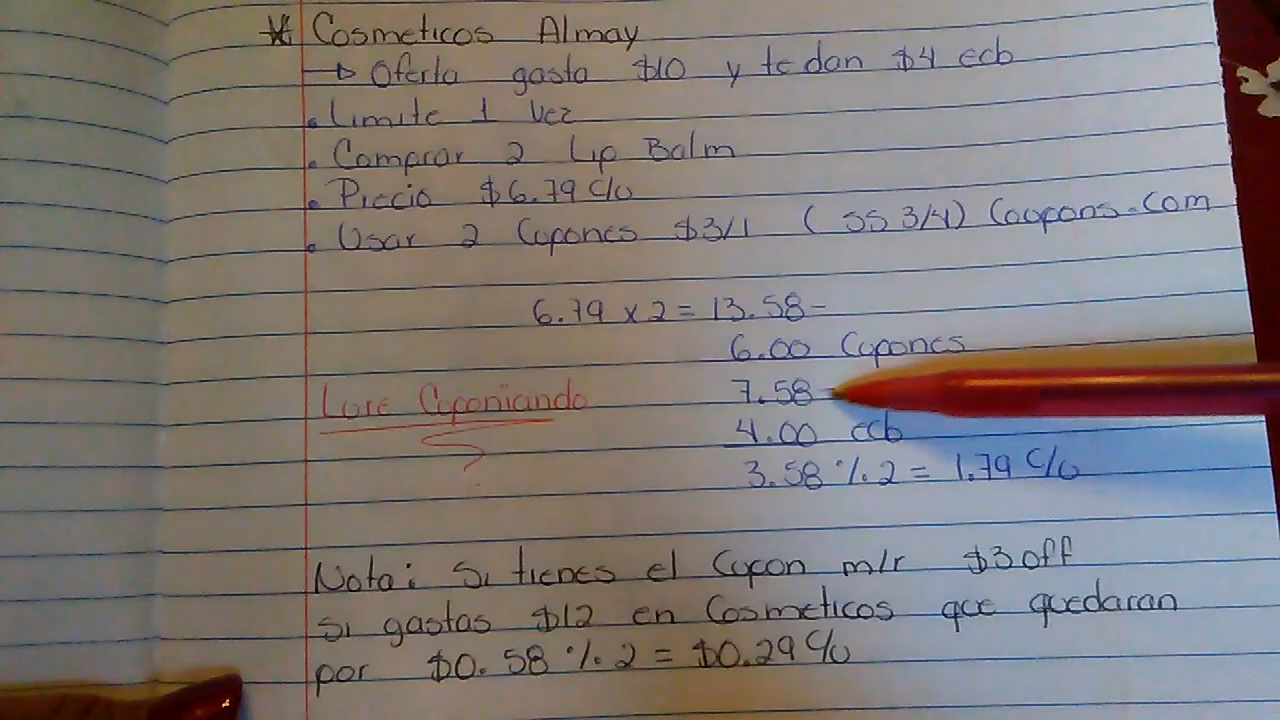 * Cosmeticos Almay
→ Oferta gasta $10 y te dan $4 ecb
• Limite 1 vez
• Comprar 2 Lip Balm
• Precio $6.79 c/u
• Usar 2 Cupones $3/1 (SS 3/4) Coupons.com
6.79 x 2 = 13.58 -
6.00 Cupones
7.58 -
Lore Cuponiando
4.00 ecb
3.58 % 2 = 1.79 c/u
Nota: Si tienes el Cupon m/r $3 off
si gastas $12 en Cosmeticos que quedaran
por $0.58 % 2 = $0.29 c/u